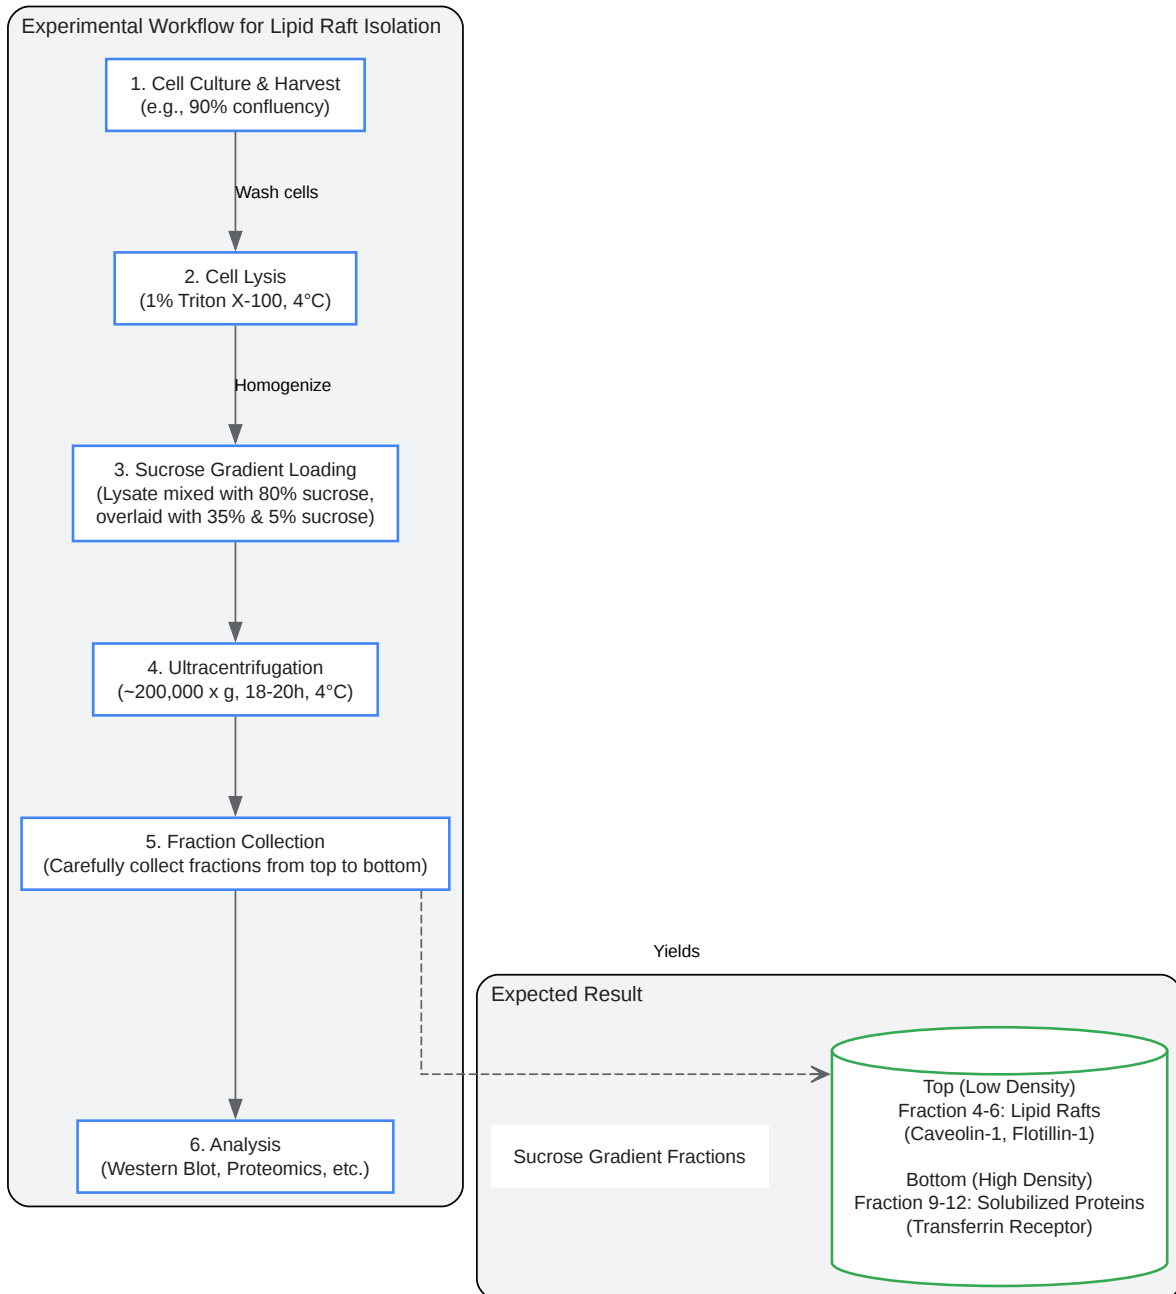 Experimental Workflow for Lipid Raft Isolation
1. Cell Culture & Harvest
(e.g., 90% confluency)
Wash cells
2. Cell Lysis
(1% Triton X-100, 4°C)
Homogenize
3. Sucrose Gradient Loading
(Lysate mixed with 80% sucrose,
overlaid with 35% & 5% sucrose)
4. Ultracentrifugation
(~200,000 x g, 18-20h, 4°C)
5. Fraction Collection
(Carefully collect fractions from top to bottom)
6. Analysis
(Western Blot, Proteomics, etc.)
Yields
Expected Result
Sucrose Gradient Fractions
Top (Low Density)
Fraction 4-6: Lipid Rafts
(Caveolin-1, Flotillin-1)
Bottom (High Density)
Fraction 9-12: Solubilized Proteins
(Transferrin Receptor)